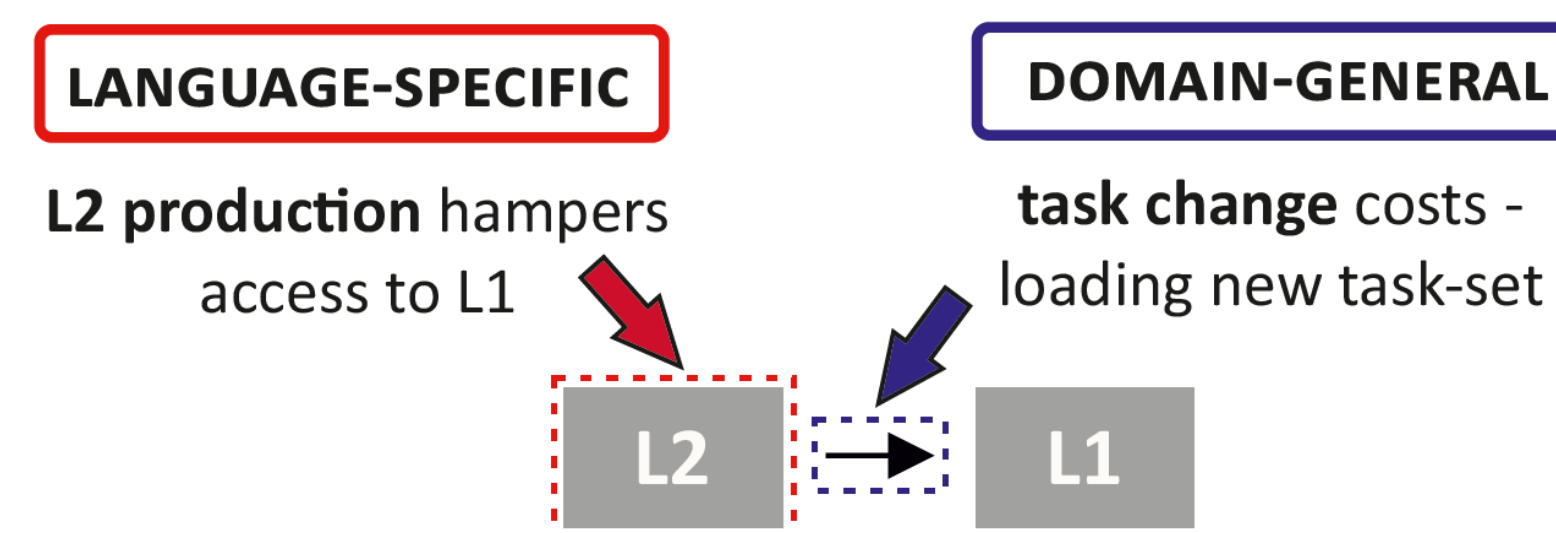 LANGUAGE-SPECIFIC
L2 production hampers
access to L1
DOMAIN-GENERAL
task change costs -
loading new task-set
L2
L1